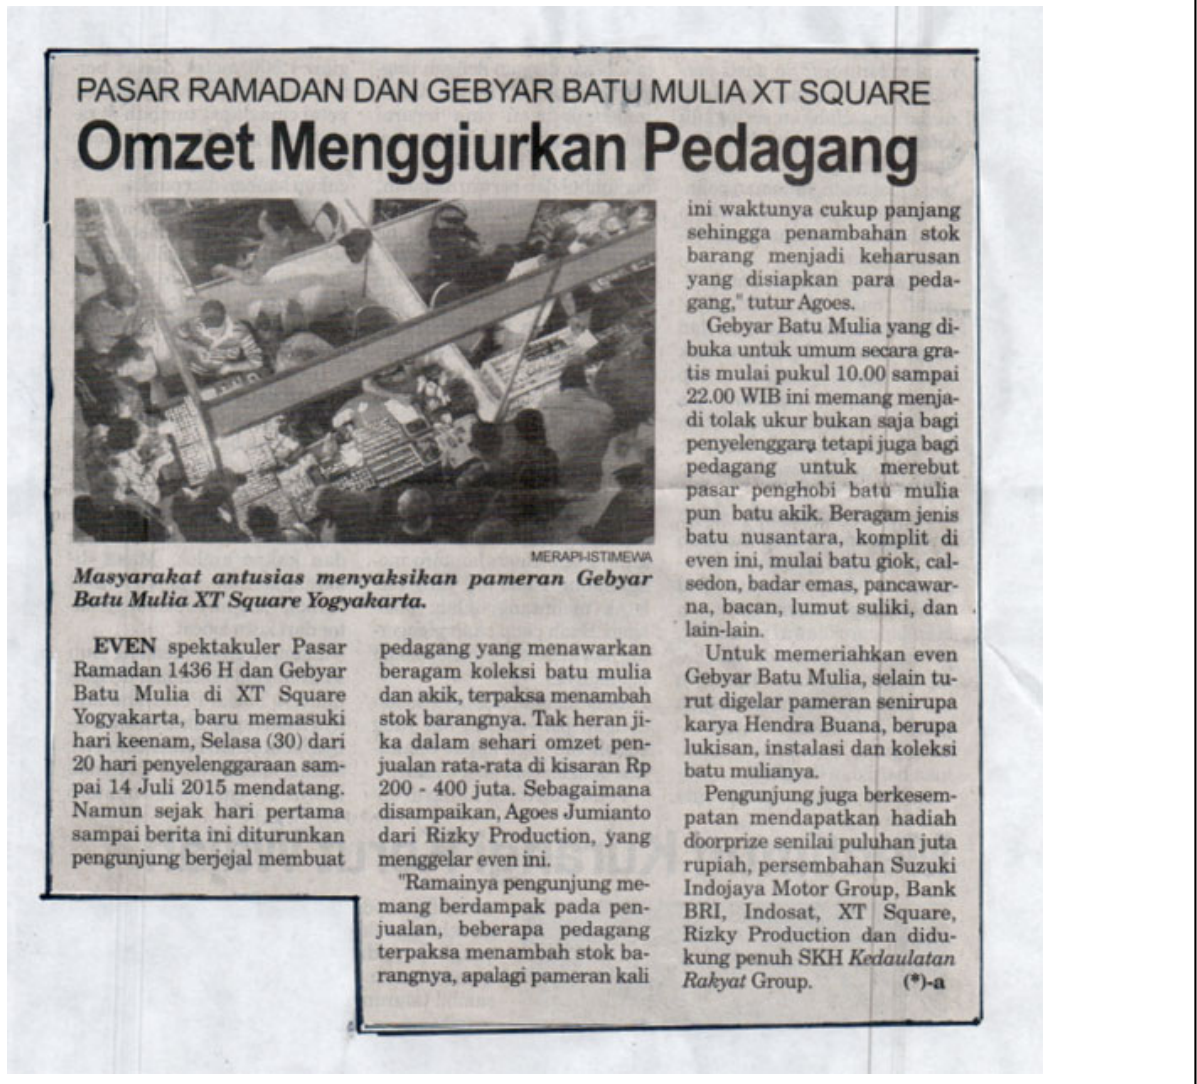 PASAR RAMADAN DAN GEBYAR BATU MULIA XT SQUARE
Omzet Menggiurkan Pedagang
MERAPI-ISTIMEWA
Masyarakat antusias menyaksikan pameran Gebyar
Batu Mulia XT Square Yogyakarta.
EVEN spektakuler Pasar
Ramadan 1436 H dan Gebyar
Batu Mulia di XT Square
Yogyakarta, baru memasuki
hari keenam, Selasa (30) dari
20 hari penyelenggaraan sam-
pai 14 Juli 2015 mendatang.
Namun sejak hari pertama
sampai berita ini diturunkan
pengunjung berjejal membuat
pedagang yang menawarkan
beragam koleksi batu mulia
dan akik, terpaksa menambah
stok barangnya. Tak heran ji-
ka dalam sehari omzet pen-
jualan rata-rata di kisaran Rp
200 - 400 juta. Sebagaimana
disampaikan, Agoes Jumianto
dari Rizky Production, yang
menggelar even ini.
"Ramainya pengunjung me-
mang berdampak pada pen-
jualan, beberapa pedagang
terpaksa menambah stok ba-
rangnya, apalagi pameran kali
ini waktunya cukup panjang
sehingga penambahan stok
barang menjadi keharusan
yang disiapkan para peda-
gang," tutur Agoes.
Gebyar Batu Mulia yang di-
buka untuk umum secara gra-
tis mulai pukul 10.00 sampai
22.00 WIB ini memang menja-
di tolak ukur bukan saja bagi
penyelenggara tetapi juga bagi
pedagang untuk merebut
pasar penghobi batu mulia
pun batu akik. Beragam jenis
batu nusantara, komplit di
even ini, mulai batu giok, cal-
sedon, badar emas, pancawar-
na, bacan, lumut suliki, dan
lain-lain.
Untuk memeriahkan even
Gebyar Batu Mulia, selain tu-
rut digelar pameran senirupa
karya Hendra Buana, berupa
lukisan, instalasi dan koleksi
batu mulianya.
Pengunjung juga berkesem-
patan mendapatkan hadiah
doorprize senilai puluhan juta
rupiah, persembahan Suzuki
Indojaya Motor Group, Bank
BRI, Indosat, XT Square,
Rizky Production dan didu-
kung penuh SKH Kedaulatan
Rakyat Group. (*)-a